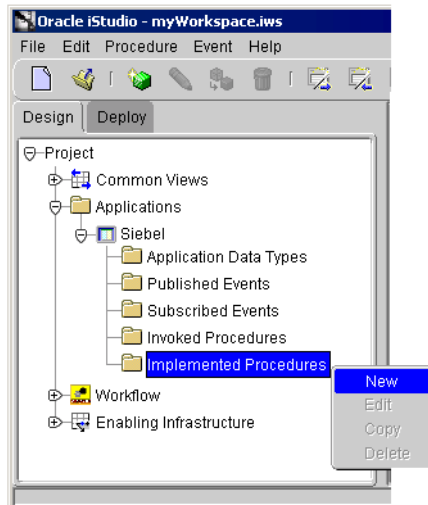 Oracle iStudio - myWorkspace.iws
File Edit Procedure Event Help
Design Deploy
Project
Common Views
Applications
Siebel
Application Data Types
Published Events
Subscribed Events
Invoked Procedures
Implemented Procedures
New
Edit
Copy
Delete
Workflow
Enabling Infrastructure